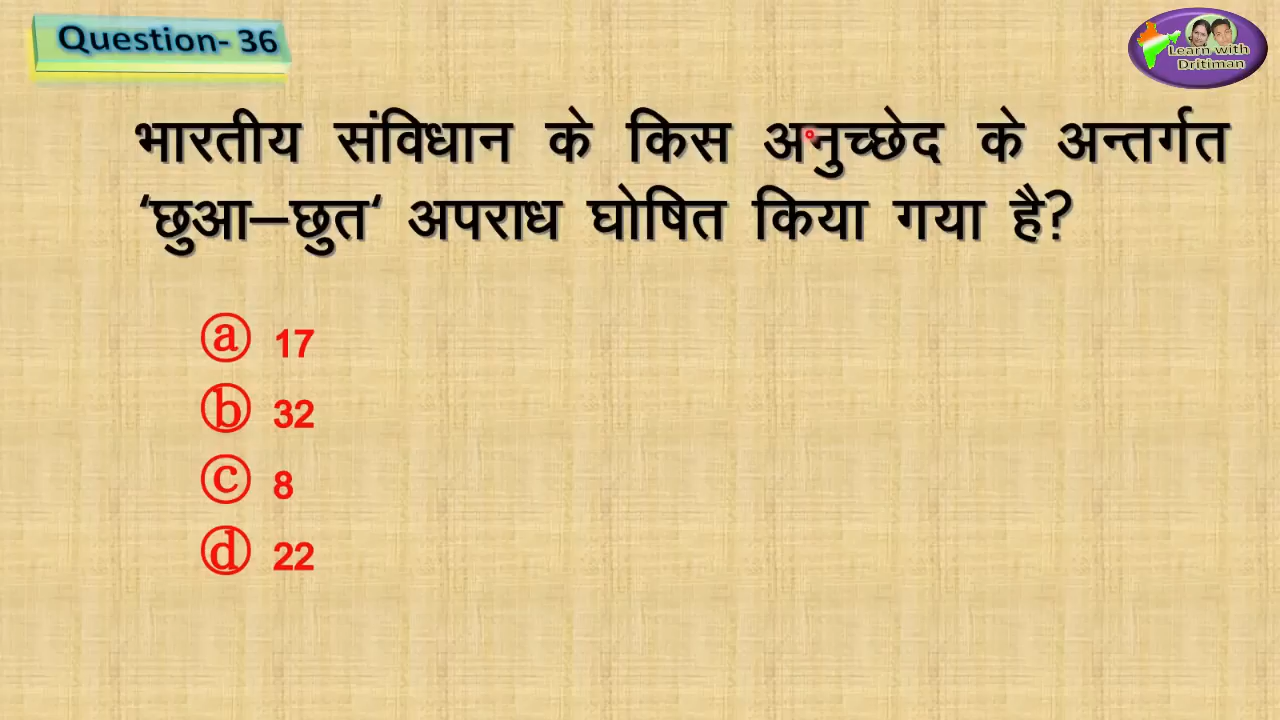 Question- 36
Learn with
Dritiman
भारतीय संविधान के किस अनुच्छेद के अन्तर्गत
‘छुआ–छुत‘ अपराध घोषित किया गया है?
ⓐ 17
ⓑ 32
ⓒ 8
ⓓ 22